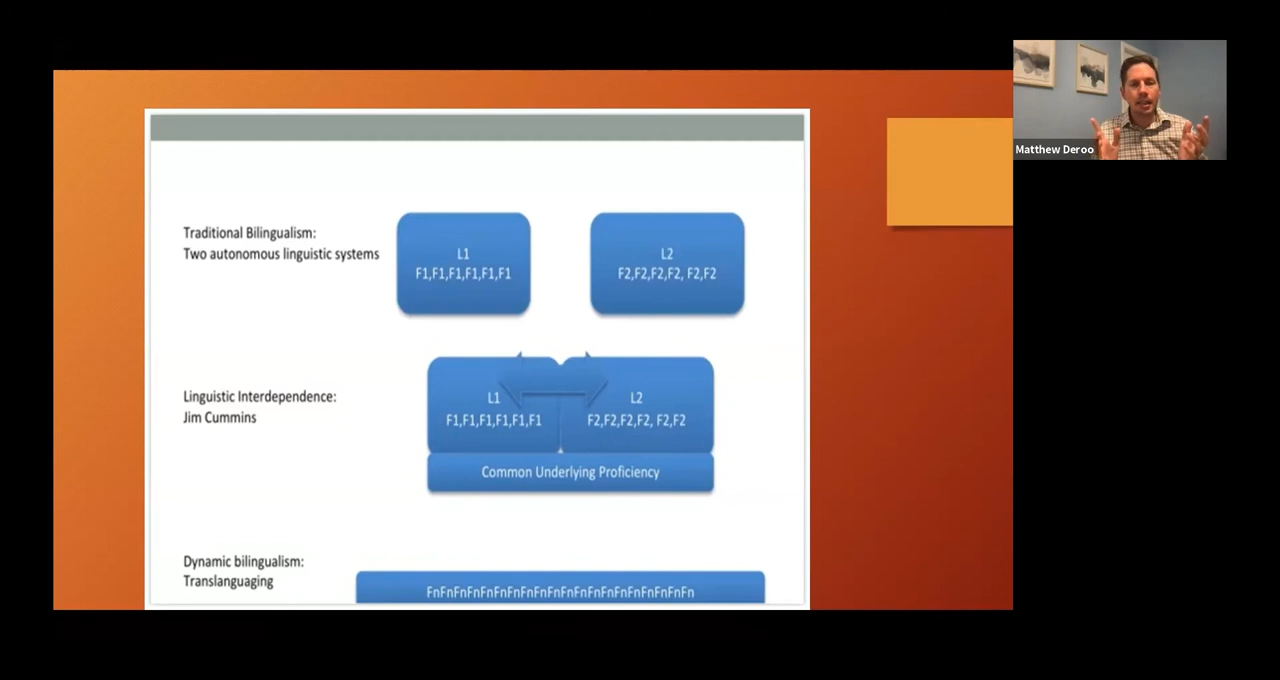 Matthew Deroo
Traditional Bilingualism:
Two autonomous linguistic systems
L1
F1,F1,F1,F1,F1,F1
L2
F2,F2,F2,F2, F2,F2
Linguistic Interdependence:
Jim Cummins
L1
F1,F1,F1,F1,F1,F1
L2
F2,F2,F2,F2, F2,F2
Common Underlying Proficiency
Dynamic bilingualism:
Translanguaging
FnFnFnFnFnFnFnFnFnFnFnFnFnFnFnFnFnFnFnFn